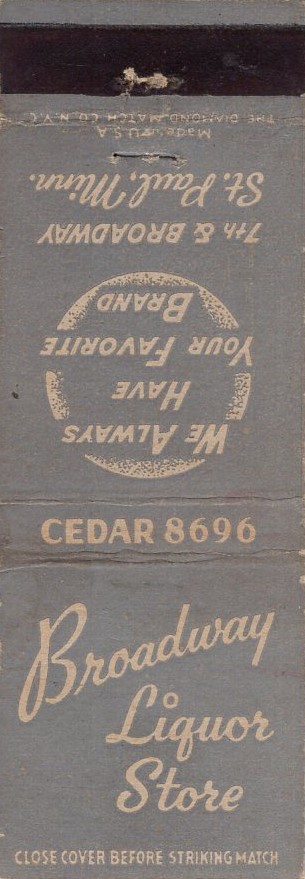 Broadway
Liquor
Store
CLOSE COVER BEFORE STRIKING MATCH
CEDAR 8696
We Always
Have
Your Favorite
Brand
7th & BROADWAY
St. Paul, Minn.
Made in U.S.A.
THE DIAMOND MATCH CO. N.Y.C.